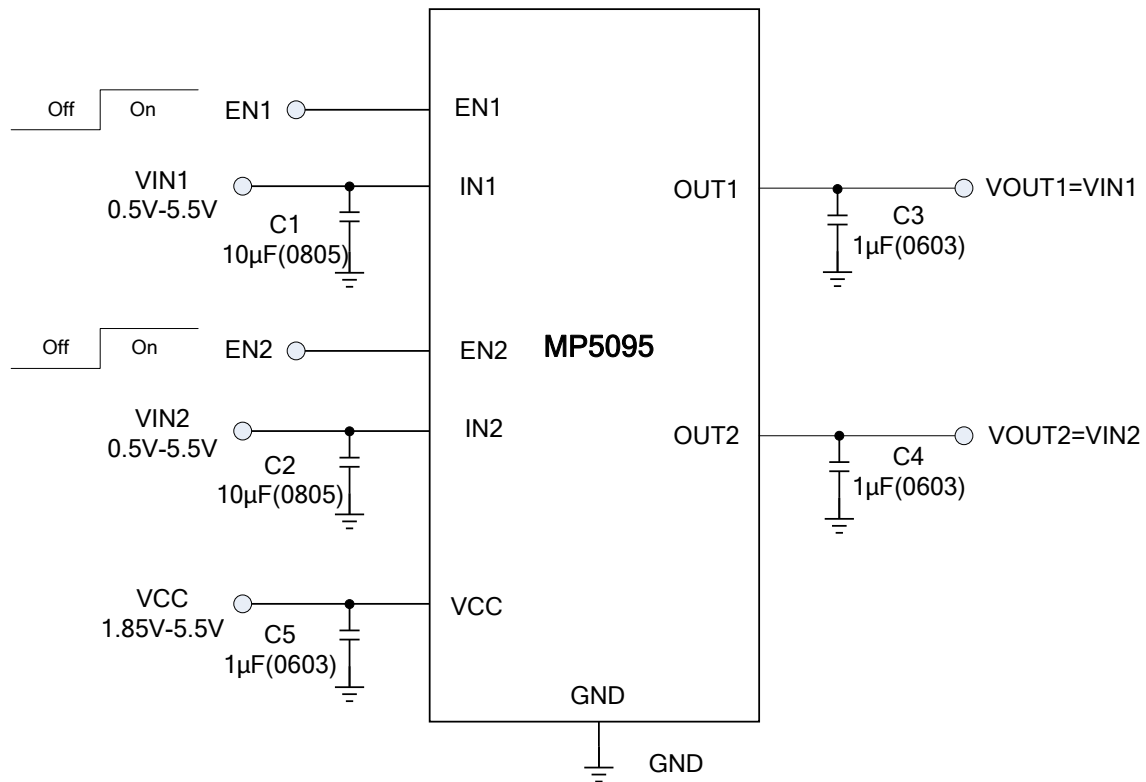 Off
On
EN1
EN1
VIN1
0.5V-5.5V
IN1
C1
10µF(0805)
OUT1
VOUT1=VIN1
C3
1µF(0603)
Off
On
EN2
EN2
MP5095
VIN2
0.5V-5.5V
IN2
C2
10µF(0805)
OUT2
VOUT2=VIN2
C4
1µF(0603)
VCC
1.85V-5.5V
VCC
C5
1µF(0603)
GND
GND